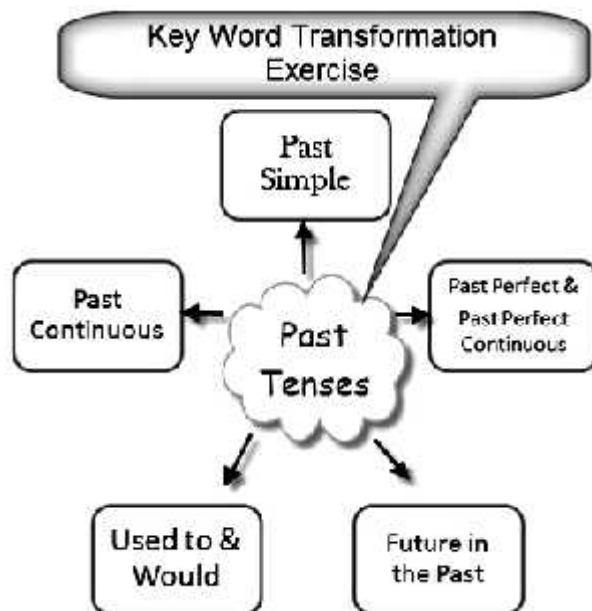 Key Word Transformation
Exercise
Past
Simple
Past
Continuous
Past Perfect &
Past Perfect
Continuous
Past
Tenses
Used to &
Would
Future in
the Past